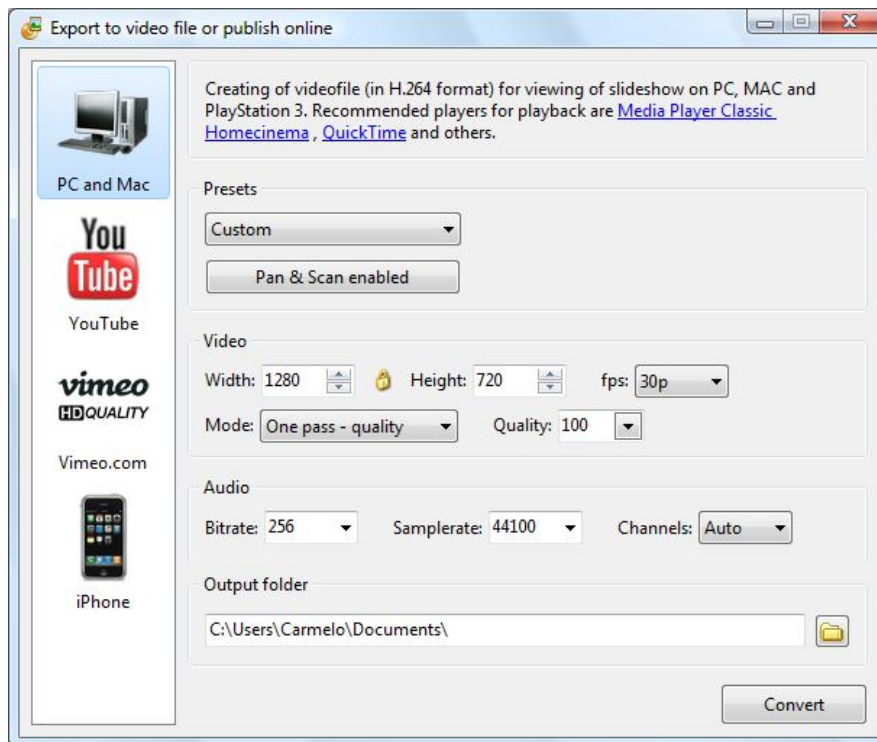 Export to video file or publish online
PC and Mac
You
Tube
YouTube
vimeo
HD QUALITY
Vimeo.com
iPhone
Creating of videofile (in H.264 format) for viewing of slideshow on PC, MAC and
PlayStation 3. Recommended players for playback are Media Player Classic
Homecinema , QuickTime and others.
Presets
Custom
Pan & Scan enabled
Video
Width: 1280 Height: 720 fps: 30p
Mode: One pass - quality Quality: 100
Audio
Bitrate: 256 Samplerate: 44100 Channels: Auto
Output folder
C:\Users\Carmelo\Documents\
Convert